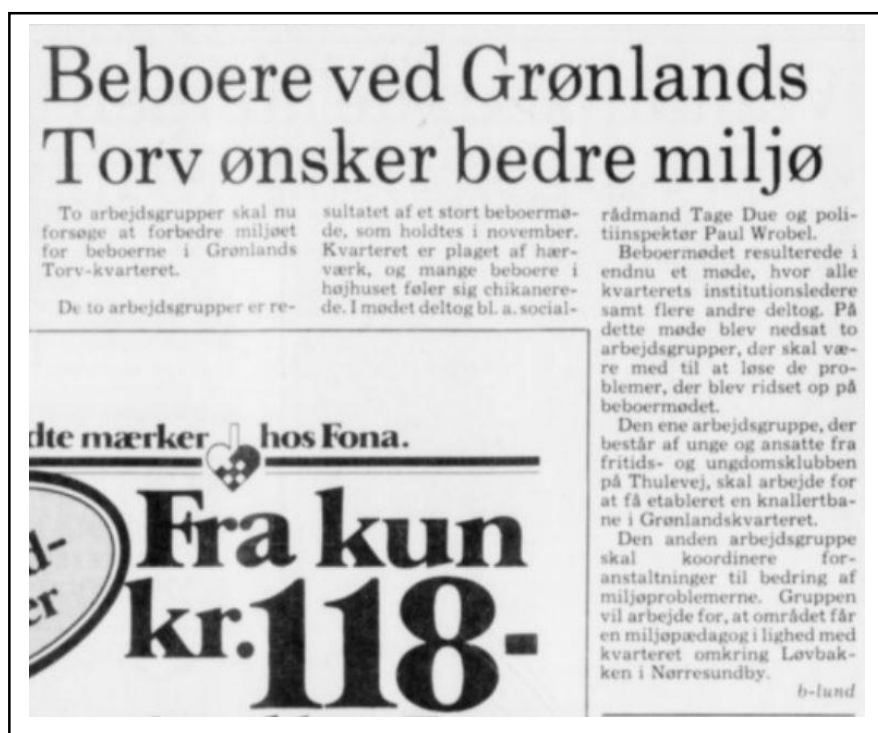 Beboere ved Grønlands
Torv ønsker bedre miljø
To arbejdsgrupper skal nu
forsøge at forbedre miljøet
for beboerne i Grønlands
Torv-kvarteret.
De to arbejdsgrupper er re-
sultatet af et stort beboermø-
de, som holdtes i november.
Kvarteret er plaget af hær-
værk, og mange beboere i
højhuset føler sig chikanere-
de. I mødet deltog bl. a. social-
rådmand Tage Due og poli-
tiinspektør Paul Wrobel.
Beboermødet resulterede i
endnu et møde, hvor alle
kvarterets institutionsledere
samt flere andre deltog. På
dette møde blev nedsat to
arbejdsgrupper, der skal væ-
re med til at løse de pro-
blemer, der blev ridset op på
beboermødet.
Den ene arbejdsgruppe, der
består af unge og ansatte fra
fritids- og ungdomsklubben
på Thulevej, skal arbejde for
at få etableret en knallertba-
ne i Grønlandskvarteret.
Den anden arbejdsgruppe
skal koordinere for-
anstaltninger til bedring af
miljøproblemerne. Gruppen
vil arbejde for, at området får
en miljøpædagog i lighed med
kvarteret omkring Løvbak-
ken i Nørresundby.
b-lund
dte mærker hos Fona.
d-
er
Fra kun
kr. 118-